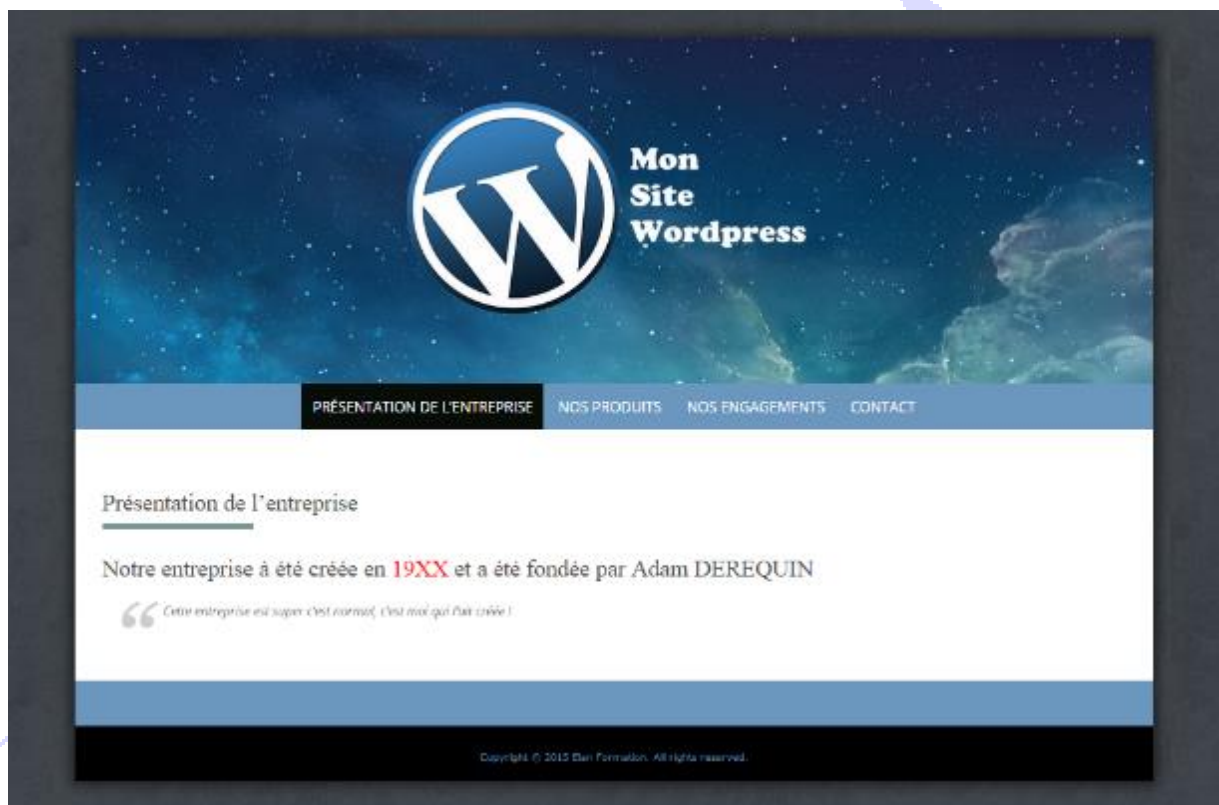 Mon
Site
Wordpress
PRÉSENTATION DE L'ENTREPRISE NOS PRODUITS NOS ENGAGEMENTS CONTACT
Présentation de l'entreprise
Notre entreprise à été créée en 19XX et a été fondée par Adam DEREQUIN
Cette entreprise est super c'est normal, c'est moi qui l'ait créée !
Copyright © 2015 Elan Formation. All rights reserved.